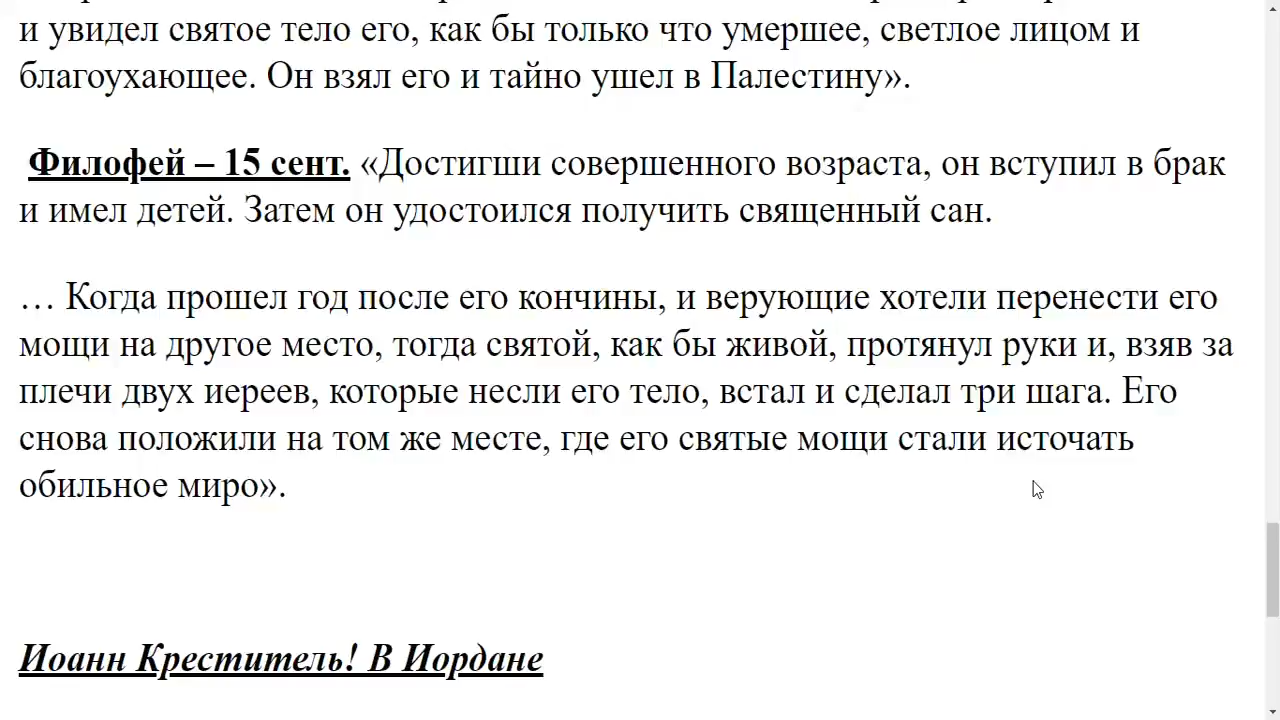 и увидел святое тело его, как бы только что умершее, светлое лицом и
благоухающее. Он взял его и тайно ушел в Палестину».
Филофей – 15 сент. «Достигши совершенного возраста, он вступил в брак
и имел детей. Затем он удостоился получить священный сан.
… Когда прошел год после его кончины, и верующие хотели перенести его
мощи на другое место, тогда святой, как бы живой, протянул руки и, взяв за
плечи двух иереев, которые несли его тело, встал и сделал три шага. Его
снова положили на том же месте, где его святые мощи стали источать
обильное миро».
Иоанн Креститель! В Иордане